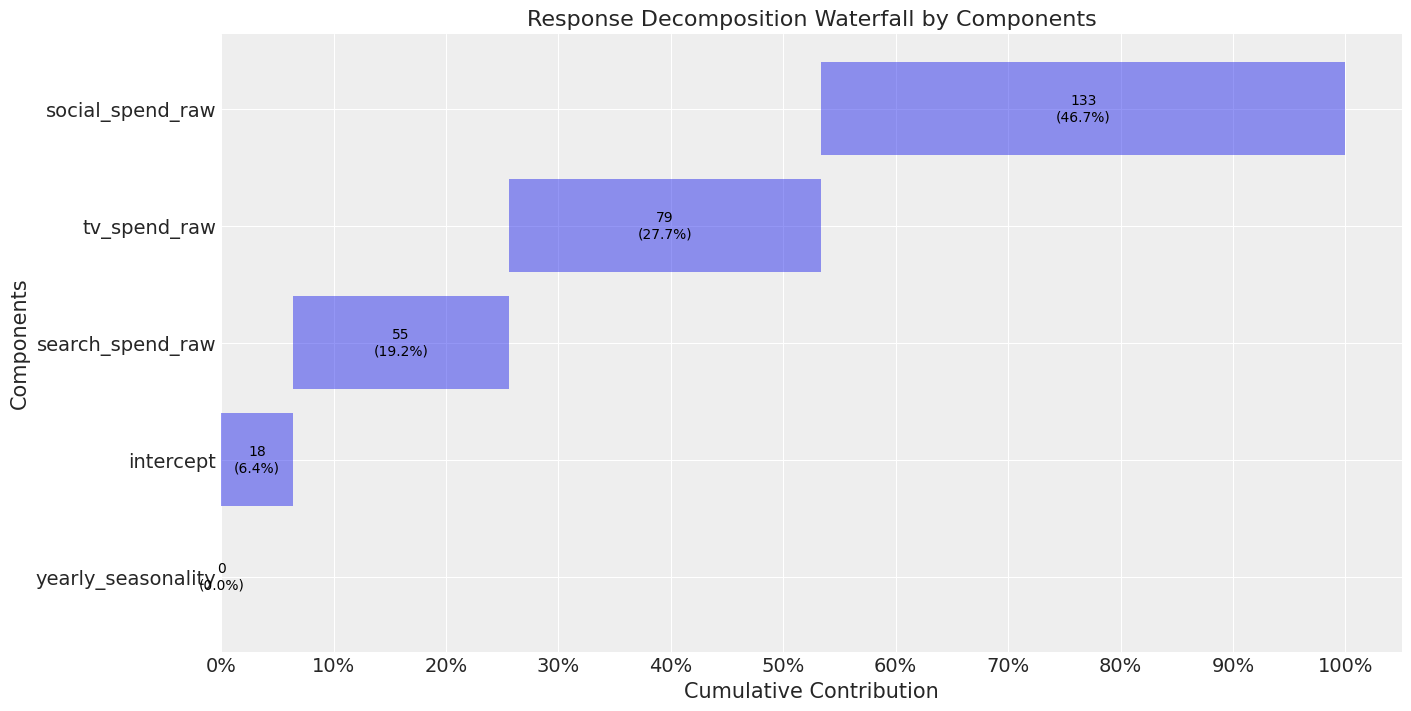 Response Decomposition Waterfall by Components
Components
social_spend_raw
133
(46.7%)
tv_spend_raw
79
(27.7%)
search_spend_raw
55
(19.2%)
intercept
18
(6.4%)
yearly_seasonality
0
(0.0%)
0% 10% 20% 30% 40% 50% 60% 70% 80% 90% 100%
Cumulative Contribution